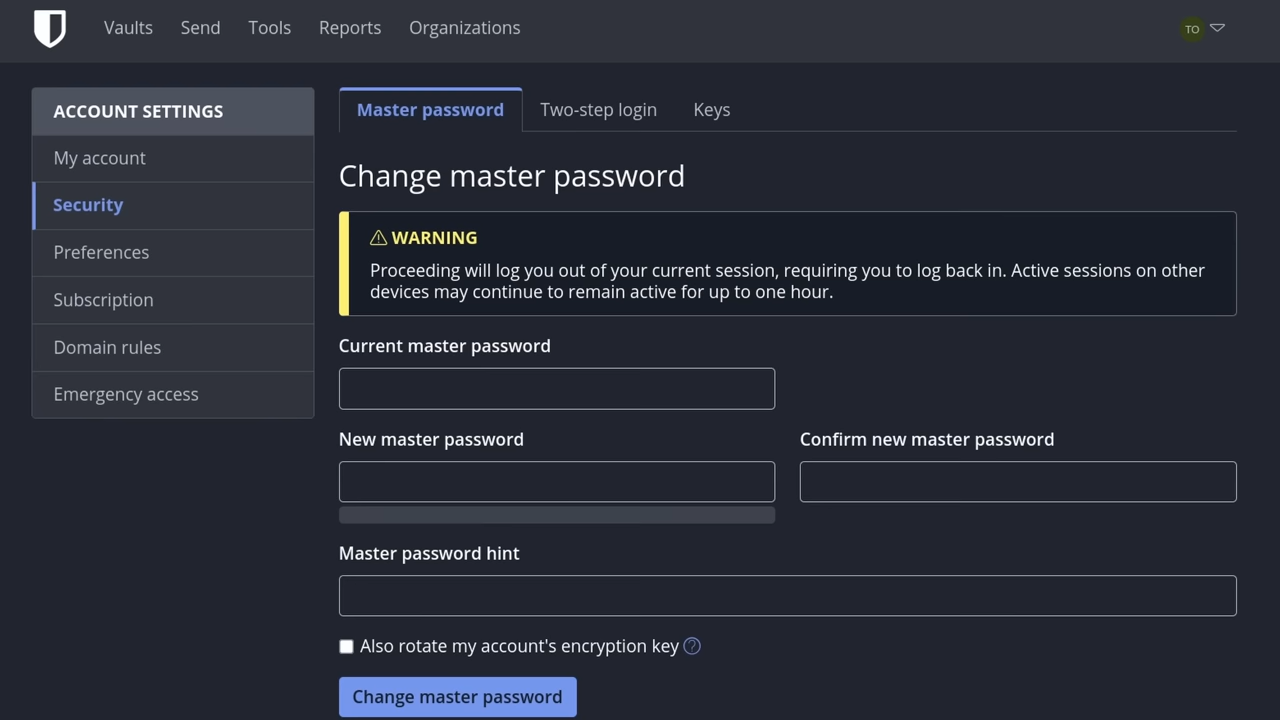 Vaults Send Tools Reports Organizations TO
ACCOUNT SETTINGS
My account
Security
Preferences
Subscription
Domain rules
Emergency access
Master password Two-step login Keys
Change master password
WARNING
Proceeding will log you out of your current session, requiring you to log back in. Active sessions on other
devices may continue to remain active for up to one hour.
Current master password
New master password
Confirm new master password
Master password hint
Also rotate my account's encryption key
Change master password